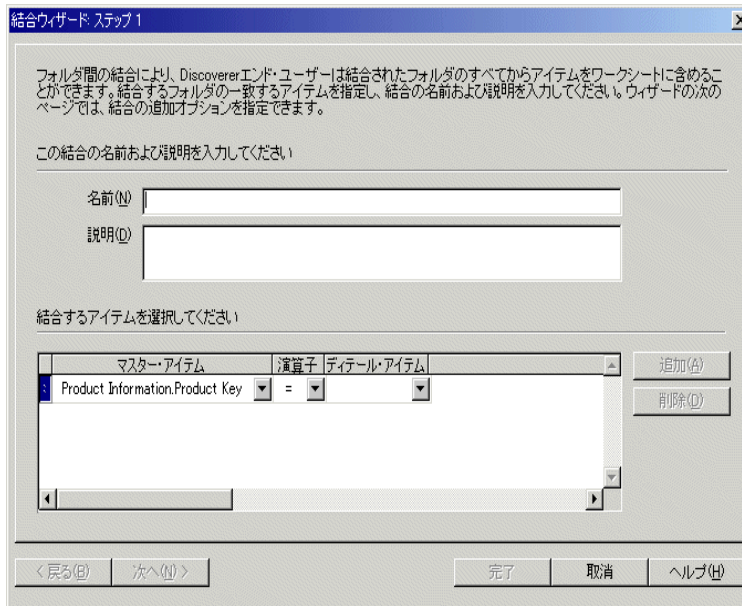 結合ウィザード: ステップ 1
フォルダ間の結合により、Discovererエンド・ユーザーは結合されたフォルダのすべてからアイテムをワークシートに含めるこ
とができます。結合するフォルダの一致するアイテムを指定し、結合の名前および説明を入力してください。ウィザードの次の
ページでは、結合の追加オプションを指定できます。
この結合の名前および説明を入力してください
名前(N)
説明(D)
結合するアイテムを選択してください
マスター・アイテム 演算子 ディテール・アイテム
Product Information.Product Key =
追加(A)
削除(D)
< 戻る(B) 次へ(N) > 完了 取消 ヘルプ(H)